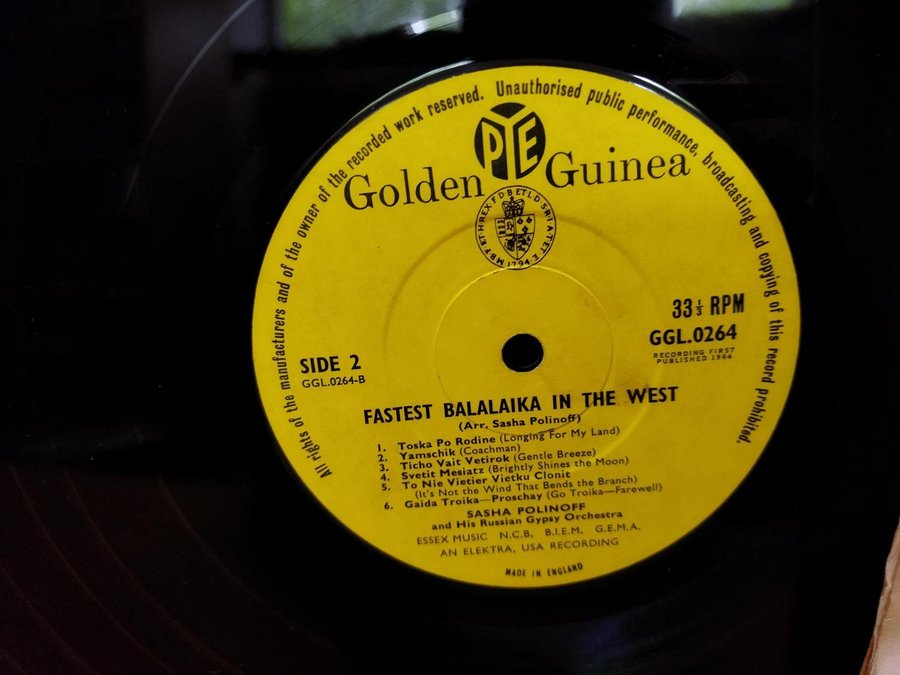 All rights of the manufacturers and of the owner of the recorded work reserved. Unauthorised public performance, broadcasting and copying of this record prohibited.
PYE
Golden Guinea
33⅓ RPM
GGL.0264
RECORDING FIRST
PUBLISHED 1964
SIDE 2
GGL.0264-B
FASTEST BALALAIKA IN THE WEST
(Arr. Sasha Polinoff)
1. Toska Po Rodine (Longing For My Land)
2. Yamschik (Coachman)
3. Ticho Vait Vetirok (Gentle Breeze)
4. Svetit Mesiatz (Brightly Shines the Moon)
5. To Nie Vietier Vietku Clonit
(It's Not the Wind That Bends the Branch)
6. Gaida Troika—Proschay (Go Troika—Farewell)
SASHA POLINOFF
and His Russian Gypsy Orchestra
ESSEX MUSIC N.C.B. B.I.E.M. G.E.M.A.
AN ELEKTRA, USA RECORDING
MADE IN ENGLAND